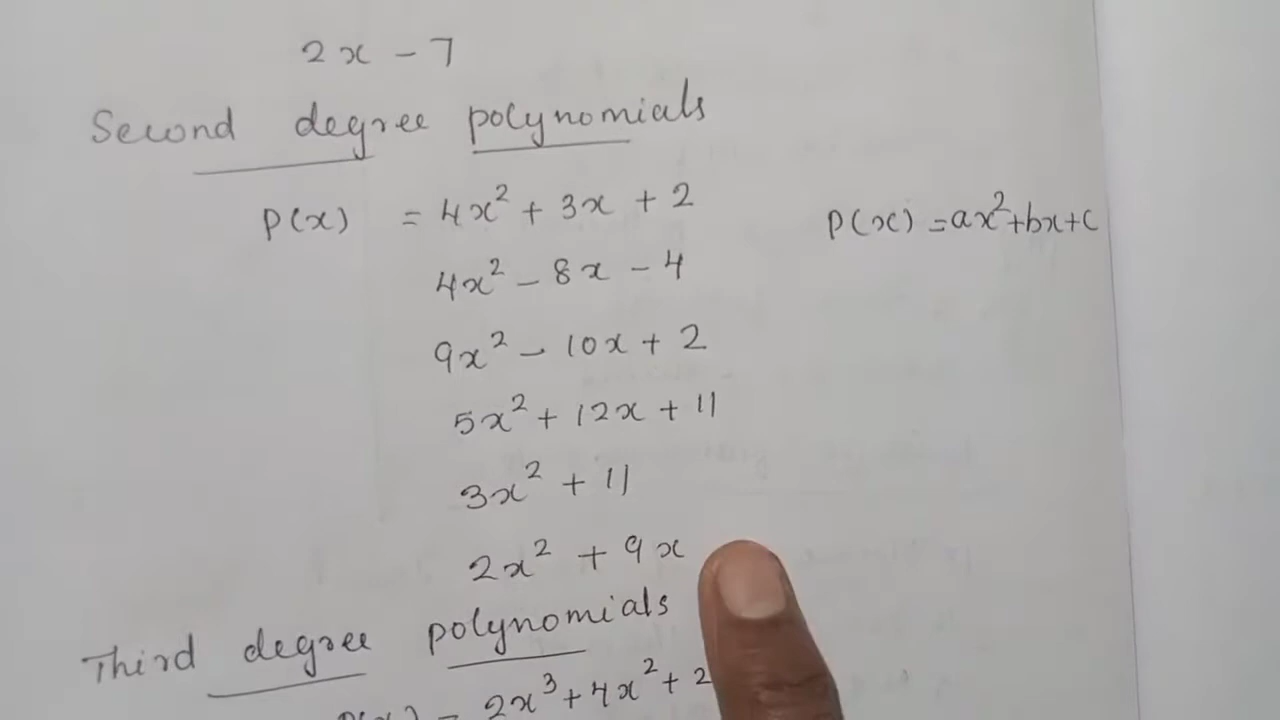 2x - 7
Second degree polynomials
P(x) = 4x² + 3x + 2
P(x) = ax² + bx + c
4x² - 8x - 4
9x² - 10x + 2
5x² + 12x + 11
3x² + 11
2x² + 9x
Third degree polynomials
P(x) = 2x³ + 4x² + 2